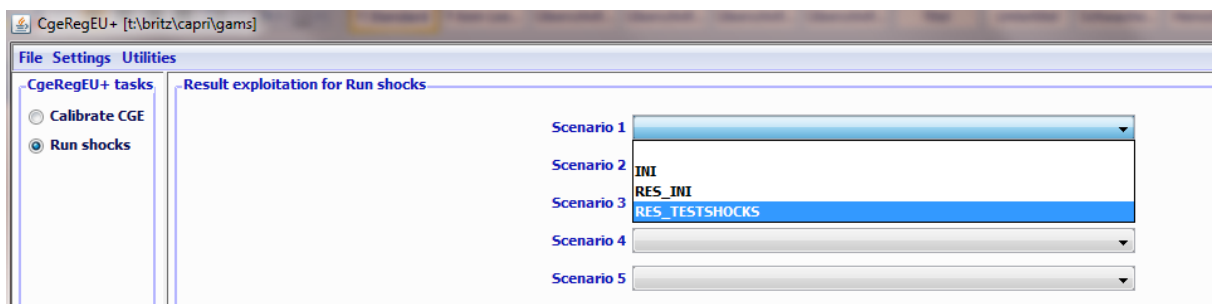 CgeRegEU+ [t:\britz\capri\gams]
File Settings Utilities
CgeRegEU+ tasks
Result exploitation for Run shocks
Calibrate CGE
Run shocks
Scenario 1
INI
RES_INI
RES_TESTSHOCKS
Scenario 2
Scenario 3
Scenario 4
Scenario 5